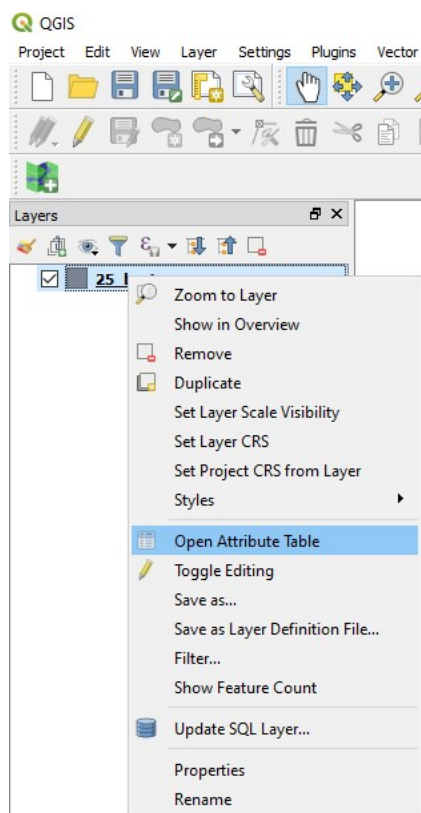 QGIS
Project Edit View Layer Settings Plugins Vector
Layers
25
Zoom to Layer
Show in Overview
Remove
Duplicate
Set Layer Scale Visibility
Set Layer CRS
Set Project CRS from Layer
Styles
Open Attribute Table
Toggle Editing
Save as...
Save as Layer Definition File...
Filter...
Show Feature Count
Update SQL Layer...
Properties
Rename